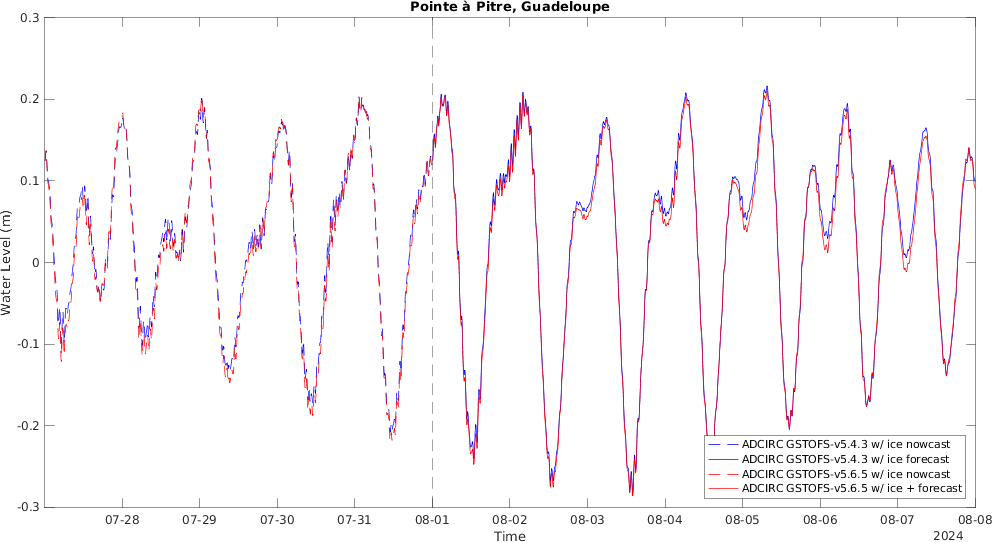 Pointe à Pitre, Guadeloupe
0.3
0.2
0.1
0
-0.1
-0.2
-0.3
Water Level (m)
ADCIRC GSTOFS-v5.4.3 w/ ice nowcast
ADCIRC GSTOFS-v5.4.3 w/ ice forecast
ADCIRC GSTOFS-v5.6.5 w/ ice nowcast
ADCIRC GSTOFS-v5.6.5 w/ ice + forecast
07-28 07-29 07-30 07-31 08-01 08-02 08-03 08-04 08-05 08-06 08-07 08-08
Time
2024